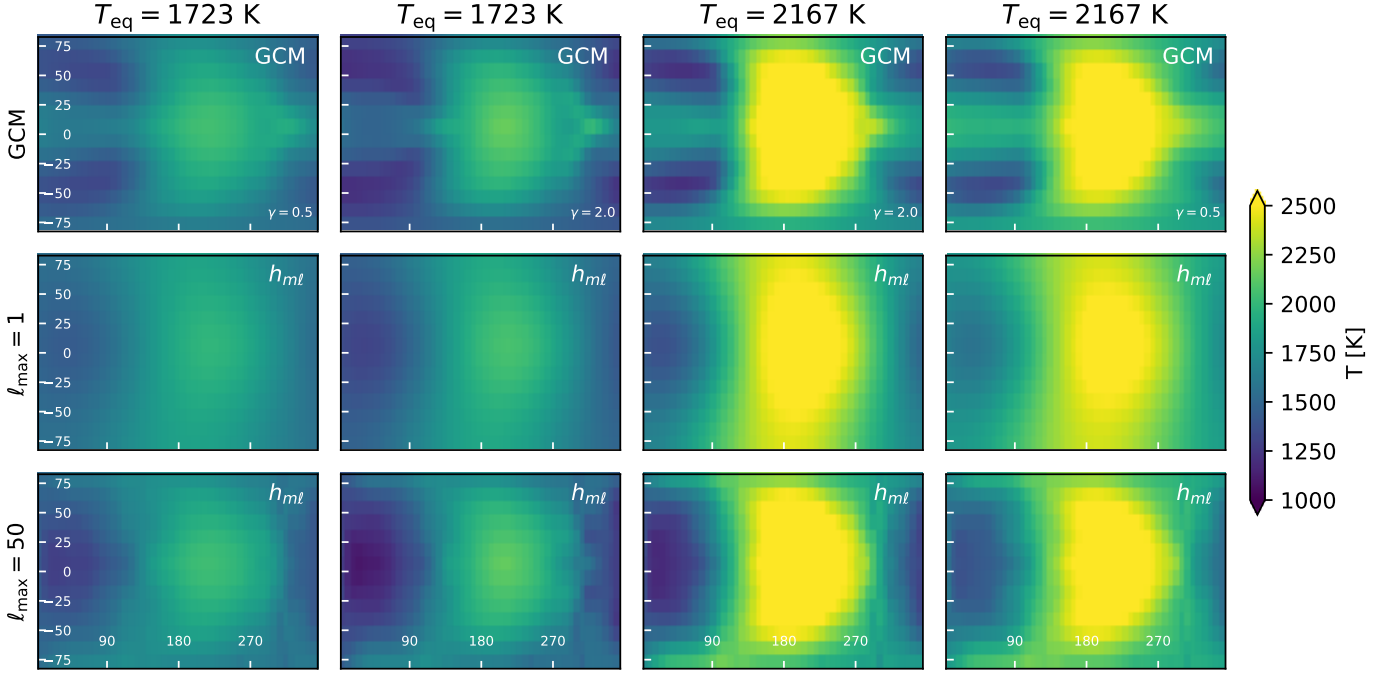 T_eq = 1723 K
T_eq = 1723 K
T_eq = 2167 K
T_eq = 2167 K
GCM
75
50
25
0
−25
−50
−75
GCM
γ = 0.5
GCM
γ = 2.0
GCM
γ = 2.0
GCM
γ = 0.5
ℓ_max = 1
75
50
25
0
−25
−50
−75
h_mℓ
h_mℓ
h_mℓ
h_mℓ
ℓ_max = 50
75
50
25
0
−25
−50
−75
h_mℓ
h_mℓ
h_mℓ
h_mℓ
90 180 270
90 180 270
90 180 270
90 180 270
2500
2250
2000
1750
1500
1250
1000
T [K]